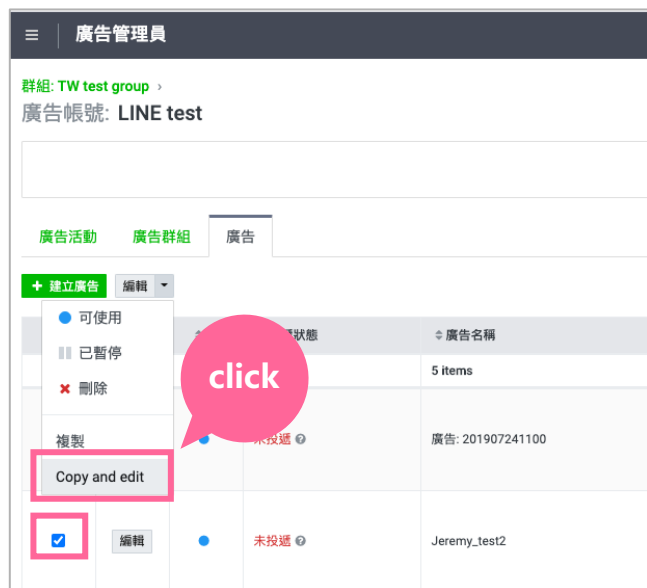 廣告管理員
群組: TW test group ›
廣告帳號: LINE test
廣告活動 廣告群組 廣告
+ 建立廣告 編輯
可使用
已暫停
刪除
複製
Copy and edit
click
狀態 廣告名稱
5 items
未投遞 廣告: 201907241100
編輯 未投遞 Jeremy_test2